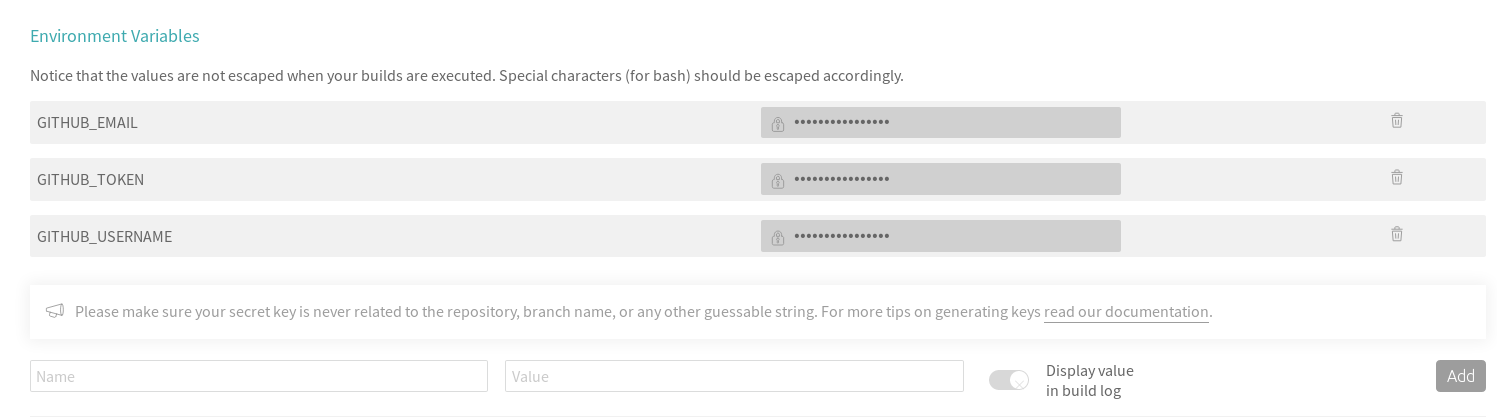 Environment Variables
Notice that the values are not escaped when your builds are executed. Special characters (for bash) should be escaped accordingly.
GITHUB_EMAIL ••••••••••••••••
GITHUB_TOKEN ••••••••••••••••
GITHUB_USERNAME ••••••••••••••••
Please make sure your secret key is never related to the repository, branch name, or any other guessable string. For more tips on generating keys read our documentation.
Name Value Display value Add
in build log